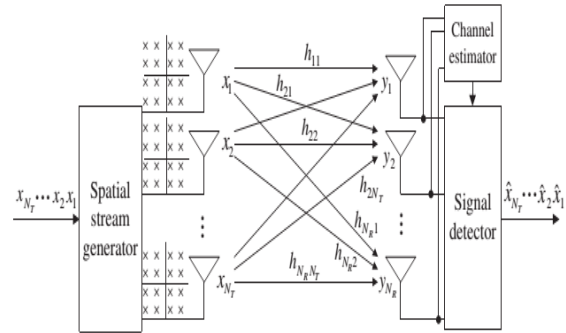 x_{N_T} ⋯ x_2 x_1
Spatial
stream
generator
x_1
x_2
⋮
x_{N_T}
h_{11}
h_{21}
h_{22}
h_{2N_T}
h_{N_R1}
h_{N_R2}
h_{N_RN_T}
y_1
y_2
⋮
y_{N_R}
Channel
estimator
Signal
detector
x̂_{N_T} ⋯ x̂_2 x̂_1